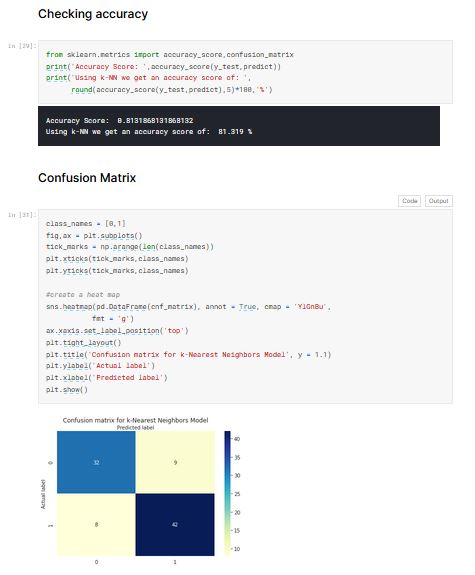 Checking accuracy
In [29]:
from sklearn.metrics import accuracy_score,confusion_matrix
print('Accuracy Score: ',accuracy_score(y_test,predict))
print('Using k-NN we get an accuracy score of: ',
round(accuracy_score(y_test,predict),5)*100,'%')
Accuracy Score:  0.8131868131868132
Using k-NN we get an accuracy score of:  81.319 %
Confusion Matrix
Code Output
In [31]:
class_names = [0,1]
fig,ax = plt.subplots()
tick_marks = np.arange(len(class_names))
plt.xticks(tick_marks,class_names)
plt.yticks(tick_marks,class_names)
#create a heat map
sns.heatmap(pd.DataFrame(cnf_matrix), annot = True, cmap = 'YlGnBu',
fmt = 'g')
ax.xaxis.set_label_position('top')
plt.tight_layout()
plt.title('Confusion matrix for k-Nearest Neighbors Model', y = 1.1)
plt.ylabel('Actual label')
plt.xlabel('Predicted label')
plt.show()
Confusion matrix for k-Nearest Neighbors Model
Predicted label
40
35
30
25
20
15
10
Actual label
0
32 9
1
8 42
0 1